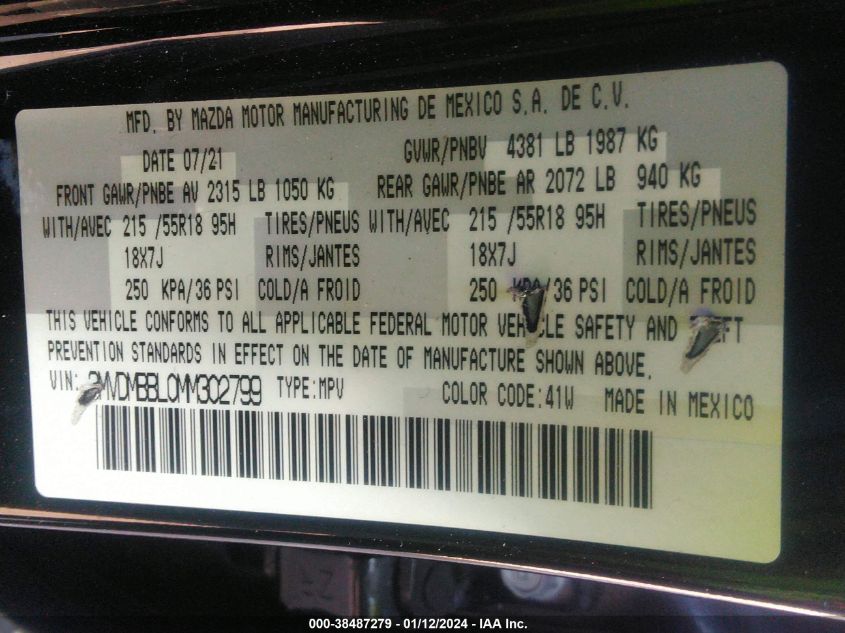 MFD. BY MAZDA MOTOR MANUFACTURING DE MEXICO S.A. DE C.V.
DATE 07/21 GVWR/PNBV 4381 LB 1987 KG
FRONT GAWR/PNBE AV 2315 LB 1050 KG REAR GAWR/PNBE AR 2072 LB 940 KG
WITH/AVEC 215 /55R18 95H TIRES/PNEUS WITH/AVEC 215 /55R18 95H TIRES/PNEUS
18X7J RIMS/JANTES 18X7J RIMS/JANTES
250 KPA/36 PSI COLD/A FROID 250 KPA/36 PSI COLD/A FROID
THIS VEHICLE CONFORMS TO ALL APPLICABLE FEDERAL MOTOR VEHICLE SAFETY AND THEFT
PREVENTION STANDARDS IN EFFECT ON THE DATE OF MANUFACTURE SHOWN ABOVE.
VIN: 3MVDMBBL0MM302799 TYPE:MPV COLOR CODE:41W MADE IN MEXICO
000-38487279 - 01/12/2024 - IAA Inc.